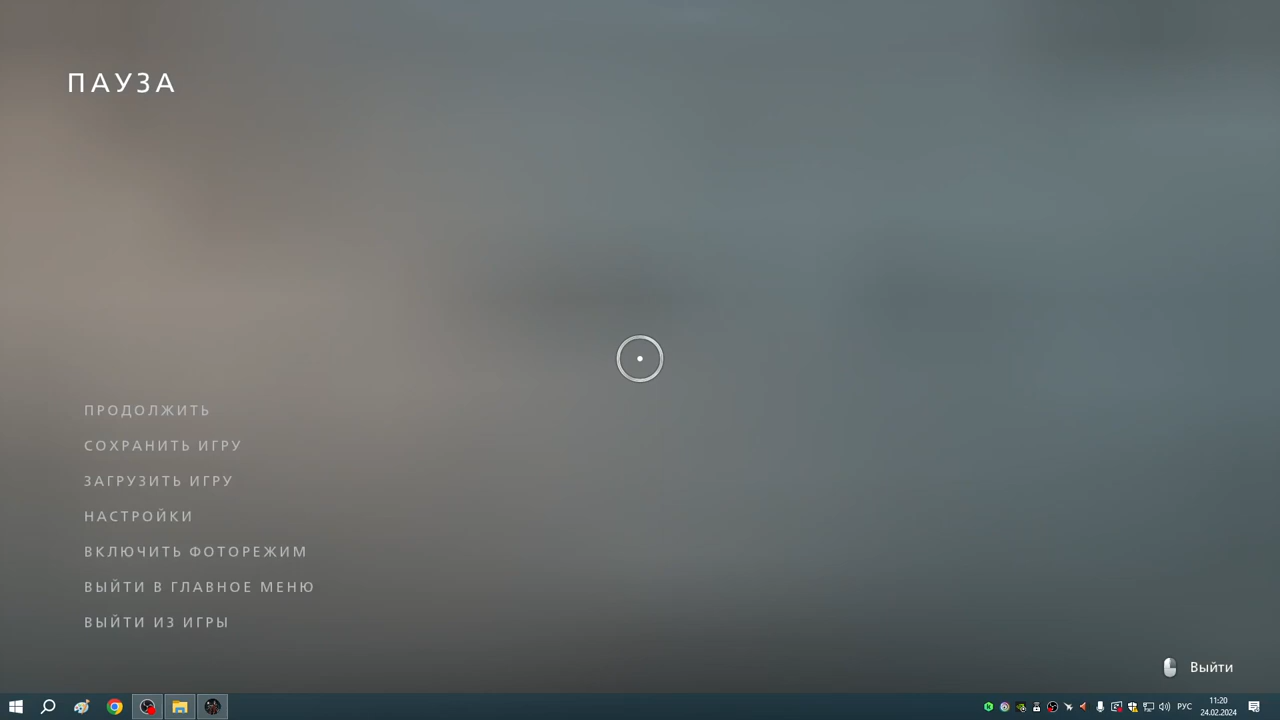 ПАУЗА
ПРОДОЛЖИТЬ
СОХРАНИТЬ ИГРУ
ЗАГРУЗИТЬ ИГРУ
НАСТРОЙКИ
ВКЛЮЧИТЬ ФОТОРЕЖИМ
ВЫЙТИ В ГЛАВНОЕ МЕНЮ
ВЫЙТИ ИЗ ИГРЫ
Выйти
РУС
11:20
24.02.2024